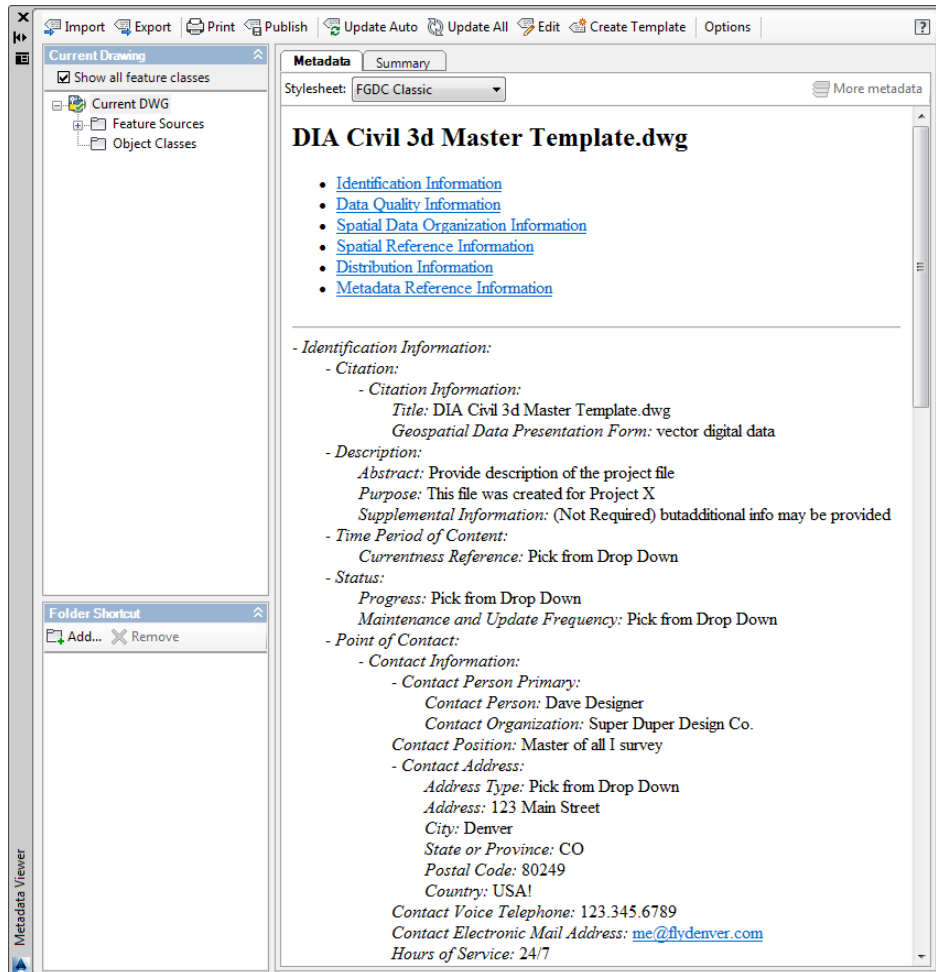 Import Export Print Publish Update Auto Update All Edit Create Template Options ?
Current Drawing
Show all feature classes
Current DWG
Feature Sources
Object Classes
Folder Shortcut
Add... Remove
Metadata Viewer
Metadata Summary
Stylesheet: FGDC Classic More metadata
DIA Civil 3d Master Template.dwg
• Identification Information
• Data Quality Information
• Spatial Data Organization Information
• Spatial Reference Information
• Distribution Information
• Metadata Reference Information
- Identification Information:
- Citation:
- Citation Information:
Title: DIA Civil 3d Master Template.dwg
Geospatial Data Presentation Form: vector digital data
- Description:
Abstract: Provide description of the project file
Purpose: This file was created for Project X
Supplemental Information: (Not Required) butadditional info may be provided
- Time Period of Content:
Currentness Reference: Pick from Drop Down
- Status:
Progress: Pick from Drop Down
Maintenance and Update Frequency: Pick from Drop Down
- Point of Contact:
- Contact Information:
- Contact Person Primary:
Contact Person: Dave Designer
Contact Organization: Super Duper Design Co.
Contact Position: Master of all I survey
- Contact Address:
Address Type: Pick from Drop Down
Address: 123 Main Street
City: Denver
State or Province: CO
Postal Code: 80249
Country: USA!
Contact Voice Telephone: 123.345.6789
Contact Electronic Mail Address: me@flydenver.com
Hours of Service: 24/7